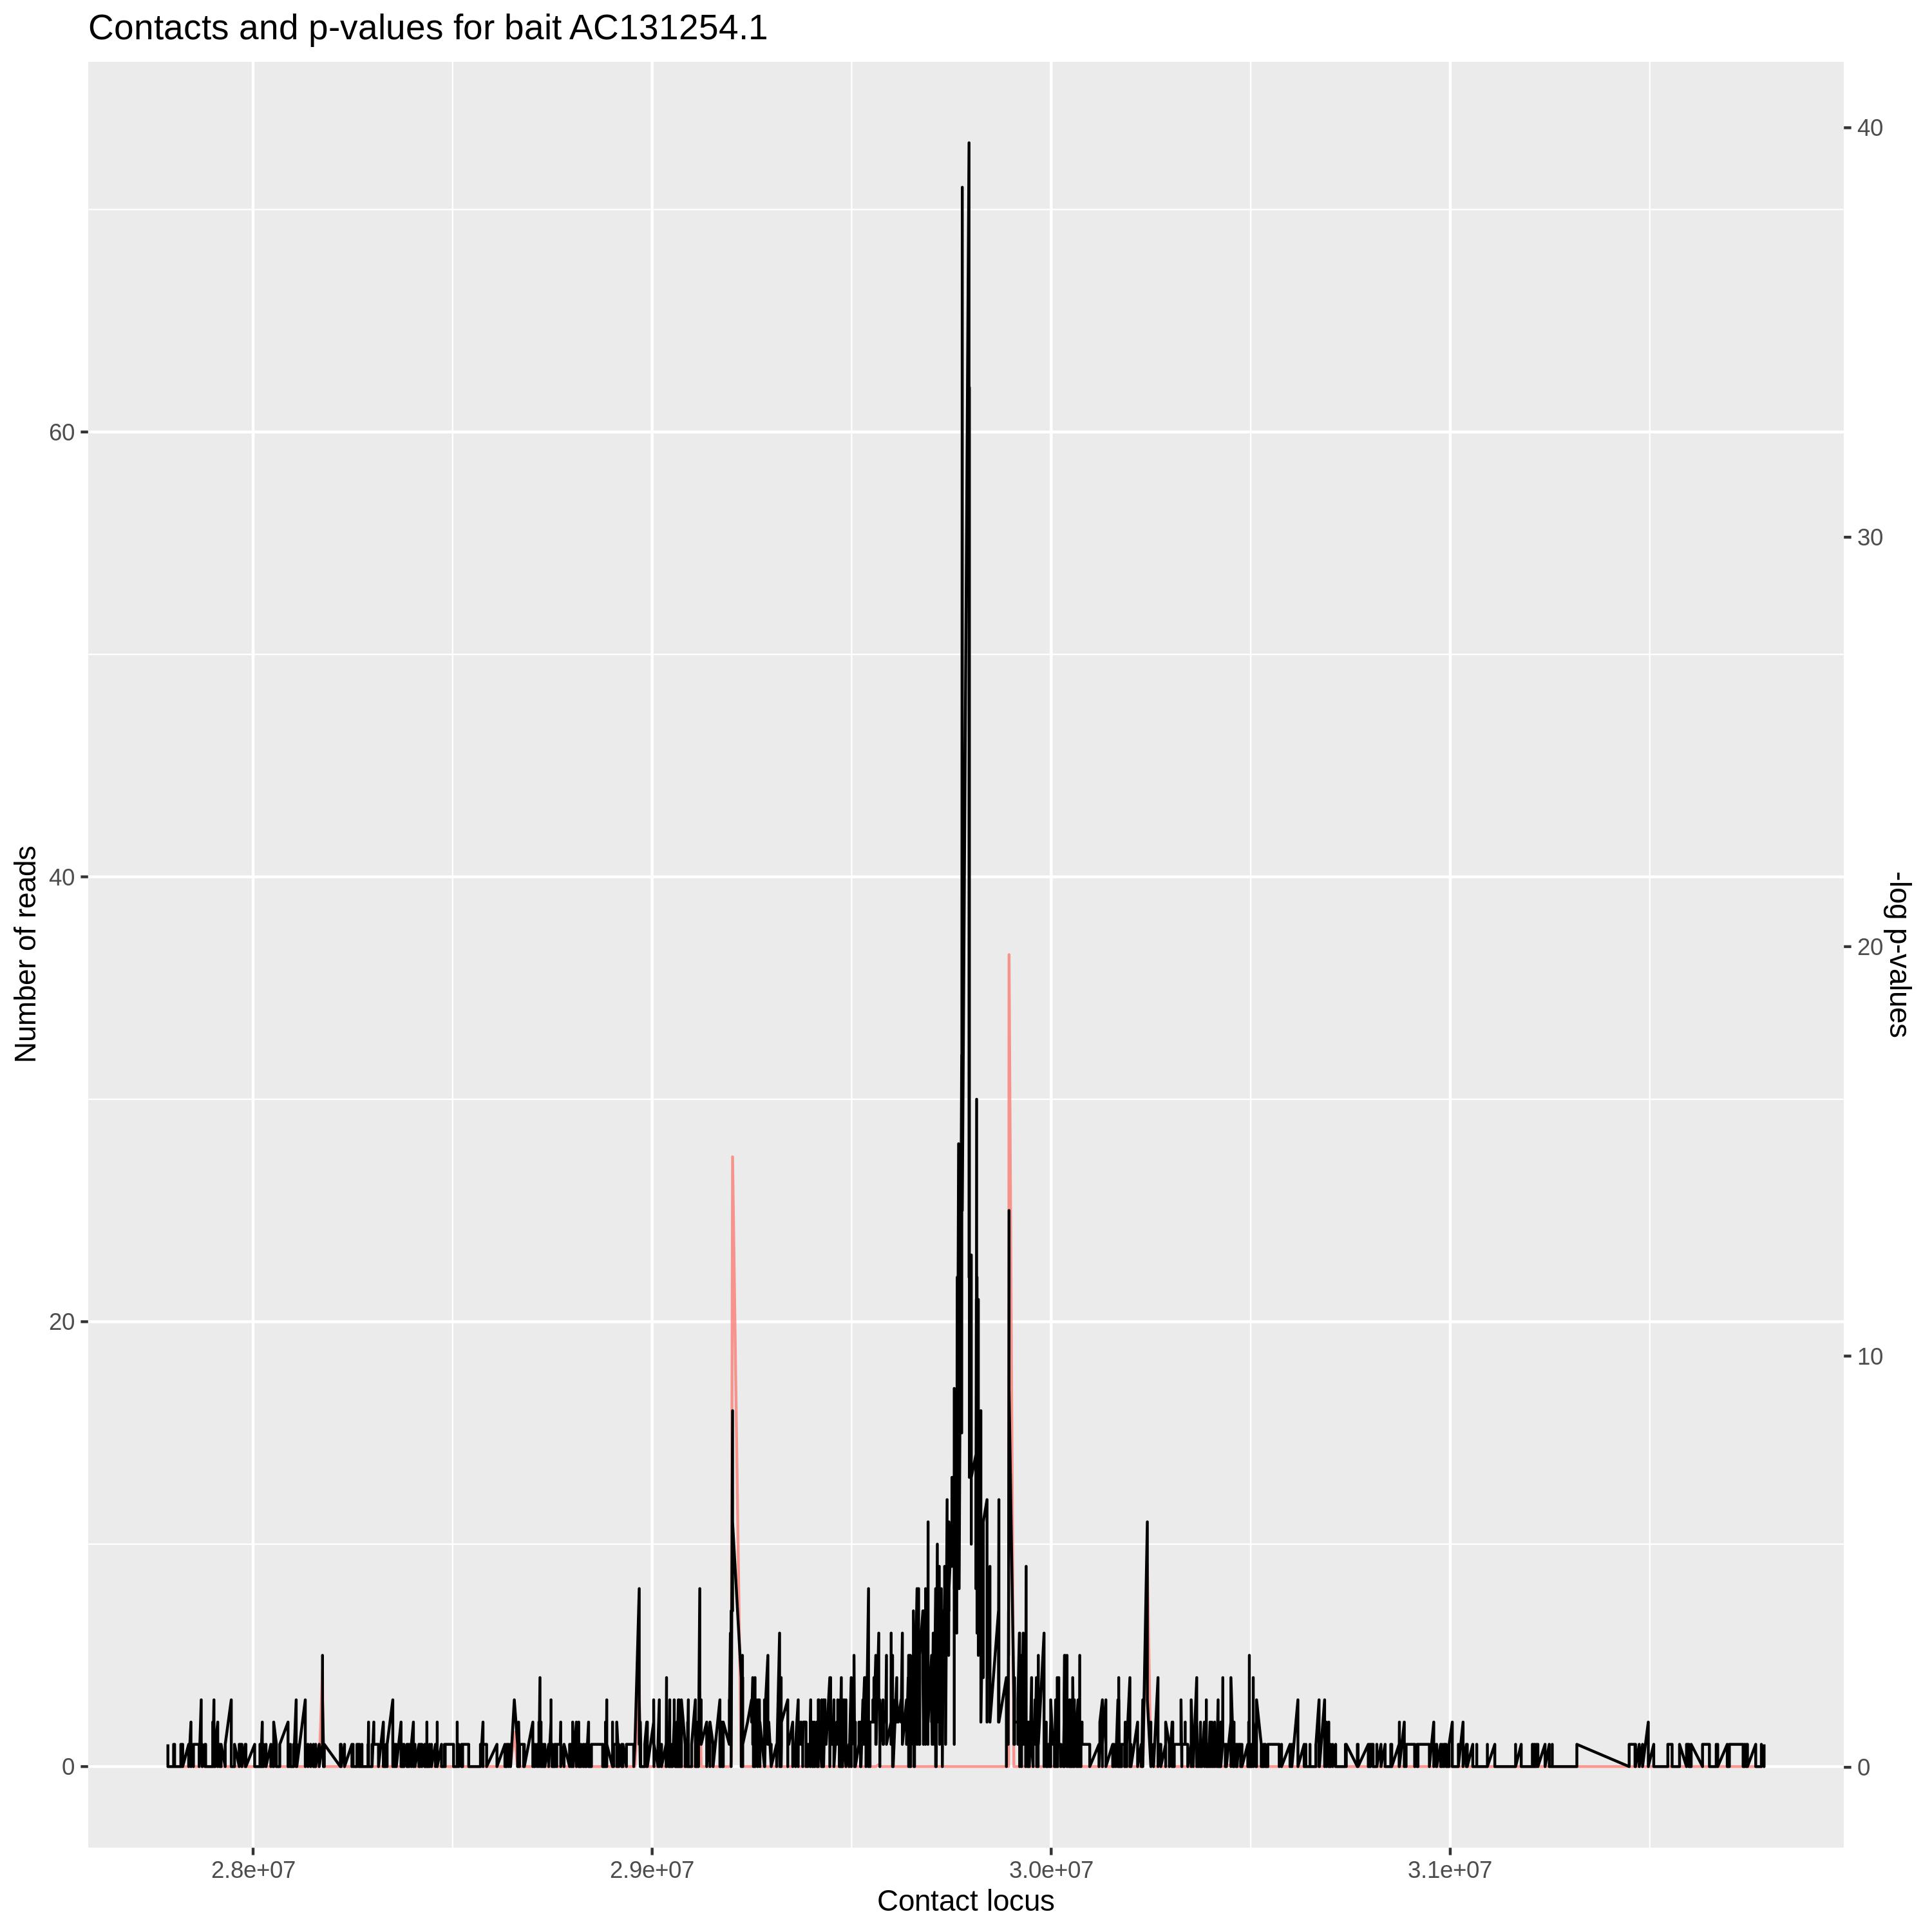 Contacts and p-values for bait AC131254.1
Number of reads
60
40
20
0
40
30
20
10
0
-log p-values
2.8e+07
2.9e+07
3.0e+07
3.1e+07
Contact locus